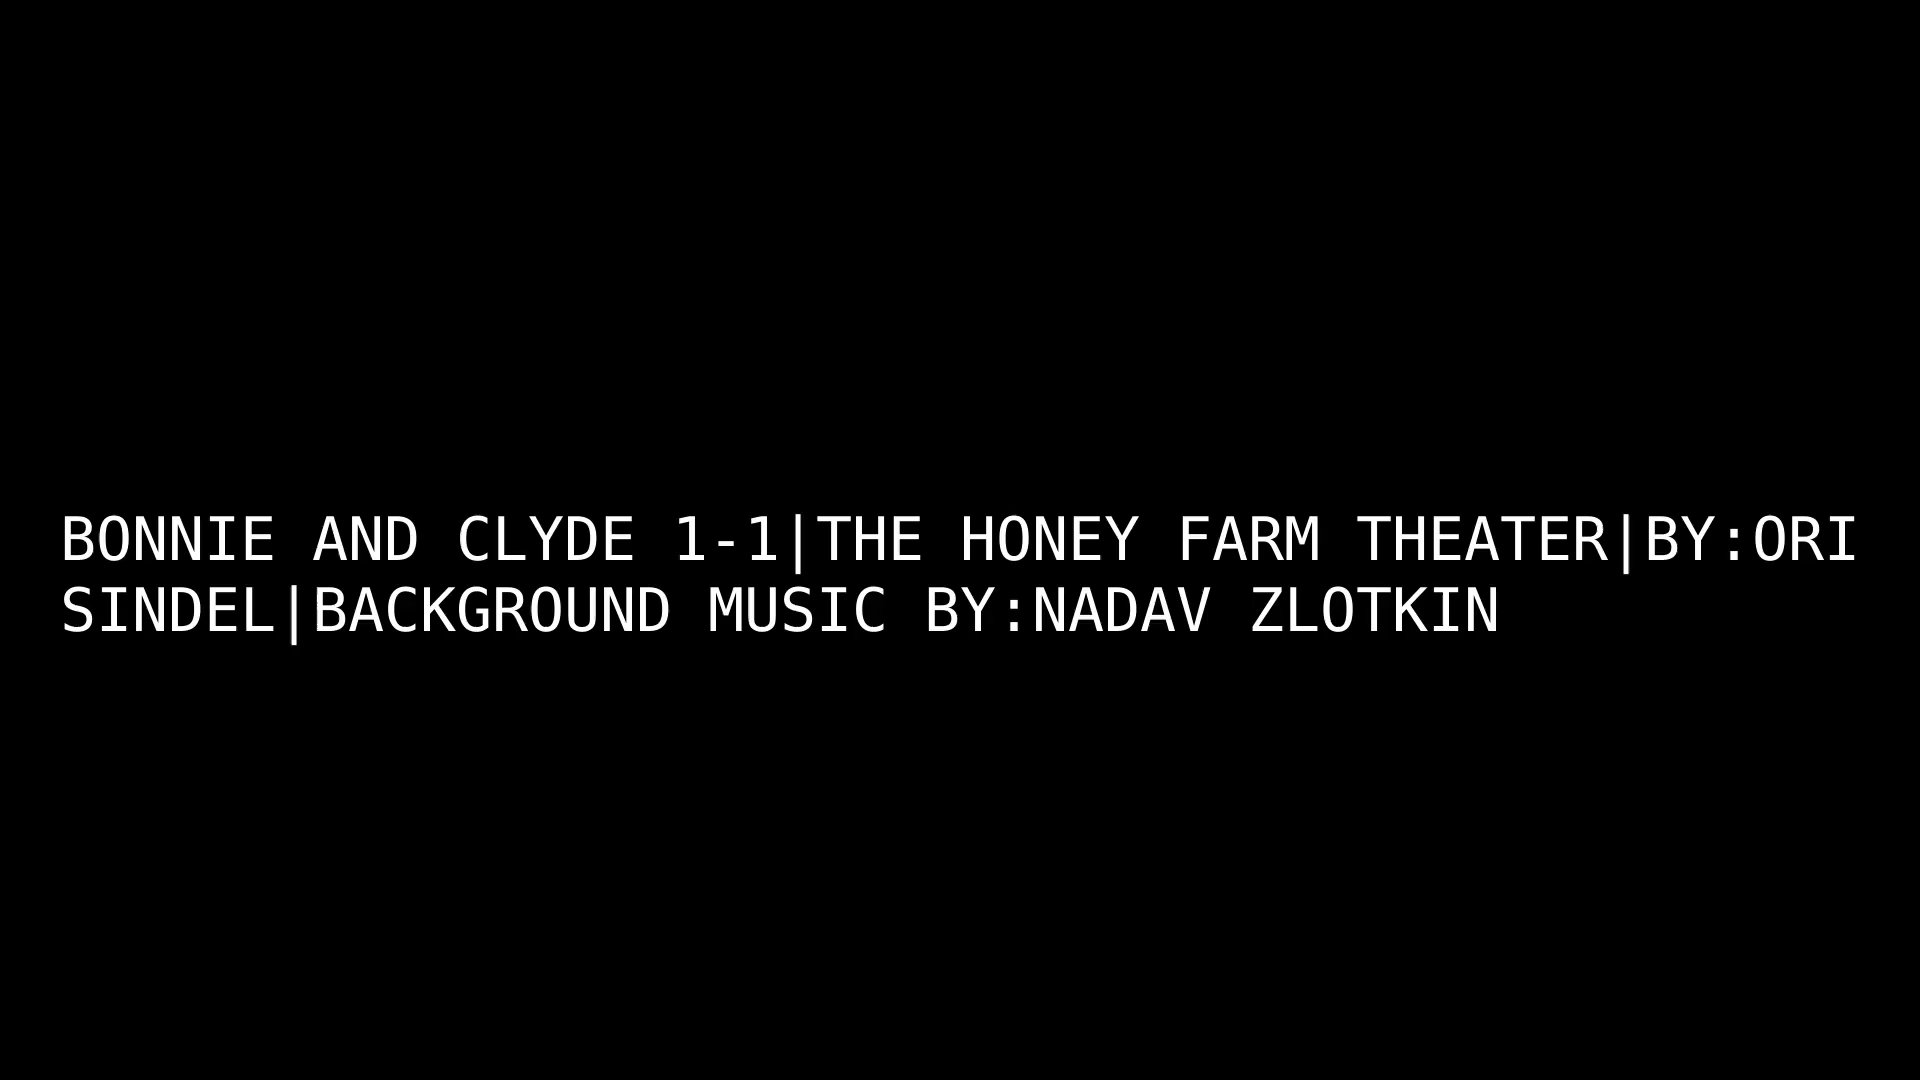 BONNIE AND CLYDE 1-1|THE HONEY FARM THEATER|BY:ORI
SINDEL|BACKGROUND MUSIC BY:NADAV ZLOTKIN